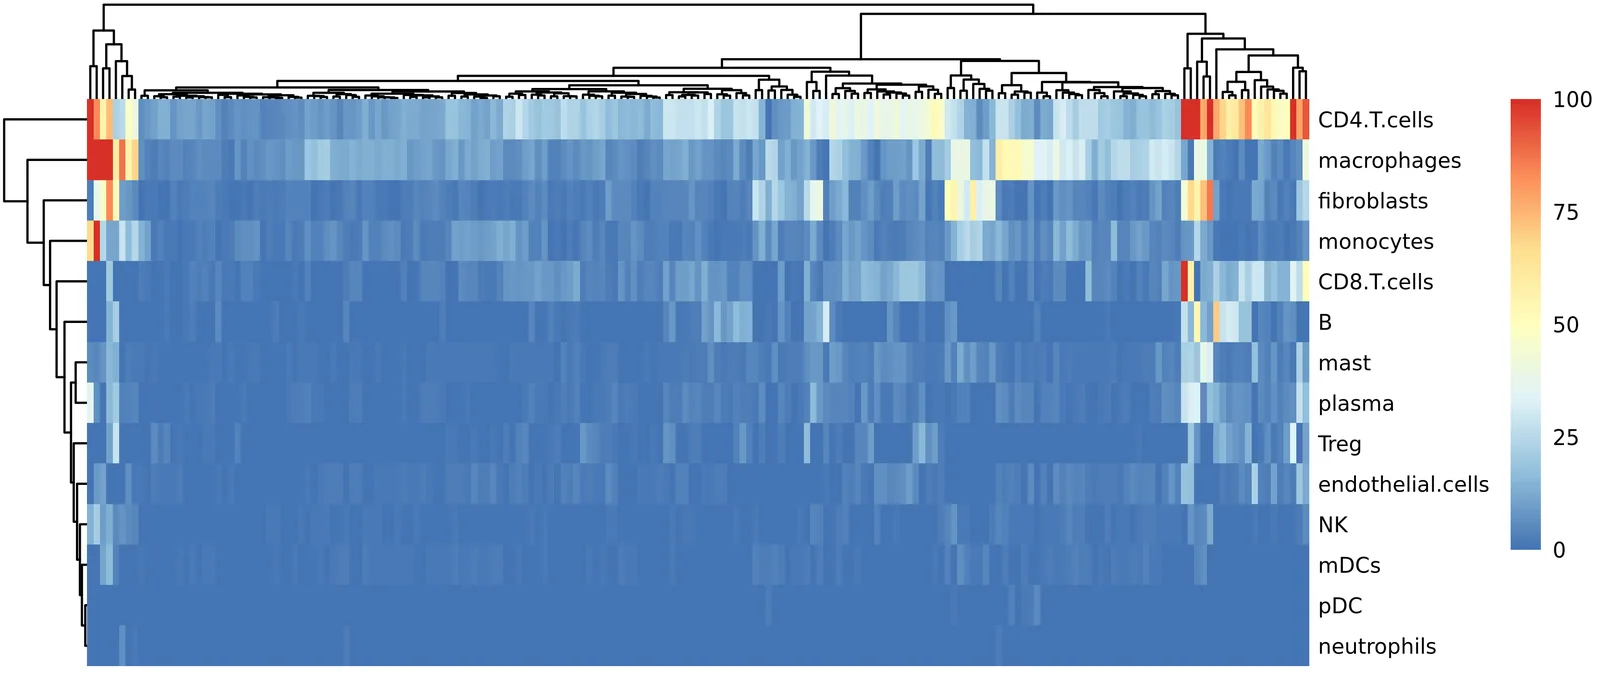 CD4.T.cells
macrophages
fibroblasts
monocytes
CD8.T.cells
B
mast
plasma
Treg
endothelial.cells
NK
mDCs
pDC
neutrophils
100
75
50
25
0